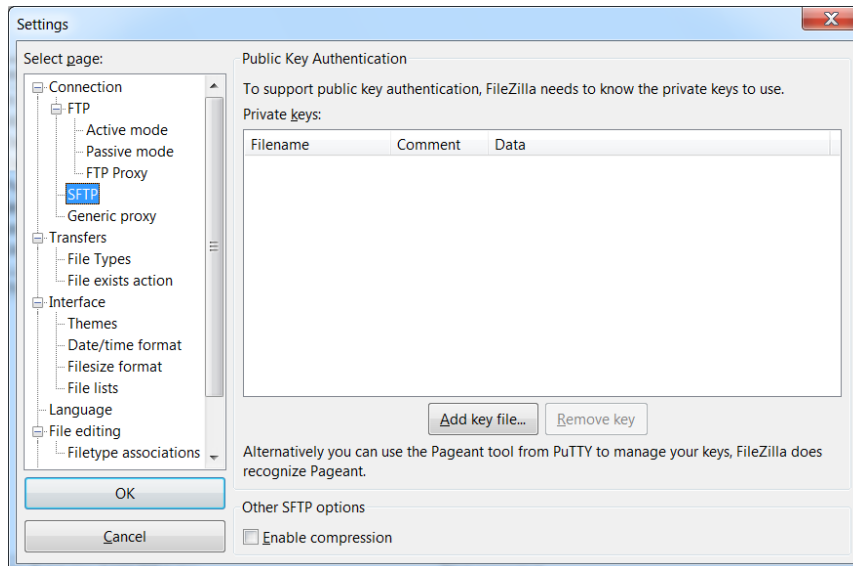 Settings
Select page:
Connection
FTP
Active mode
Passive mode
FTP Proxy
SFTP
Generic proxy
Transfers
File Types
File exists action
Interface
Themes
Date/time format
Filesize format
File lists
Language
File editing
Filetype associations
OK
Cancel
Public Key Authentication
To support public key authentication, FileZilla needs to know the private keys to use.
Private keys:
Filename Comment Data
Add key file... Remove key
Alternatively you can use the Pageant tool from PuTTY to manage your keys, FileZilla does
recognize Pageant.
Other SFTP options
Enable compression